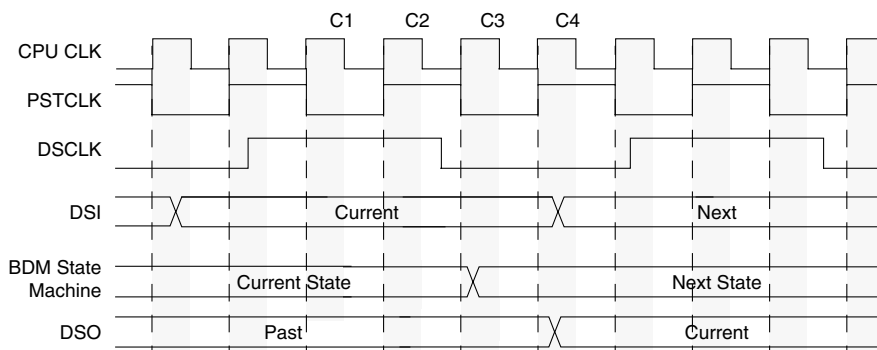 C1 C2 C3 C4
CPU CLK
PSTCLK
DSCLK
DSI Current Next
BDM State
Machine Current State Next State
DSO Past Current